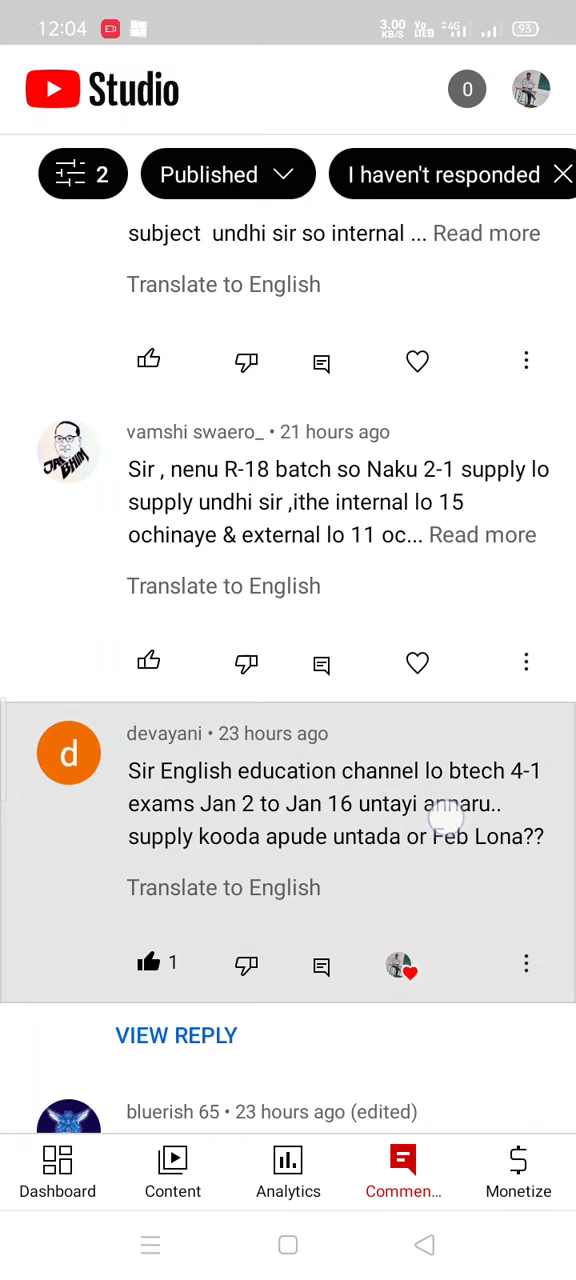 12:04
3.00 KB/S
Vo LTED
4G
93
Studio
0
2
Published
I haven't responded
subject undhi sir so internal ... Read more
Translate to English
vamshi swaero_ • 21 hours ago
JAI BHIM
Sir , nenu R-18 batch so Naku 2-1 supply lo
supply undhi sir ,ithe internal lo 15
ochinaye & external lo 11 oc... Read more
Translate to English
d
devayani • 23 hours ago
Sir English education channel lo btech 4-1
exams Jan 2 to Jan 16 untayi annaru..
supply kooda apude untada or Feb Lona??
Translate to English
1
VIEW REPLY
bluerish 65 • 23 hours ago (edited)
Dashboard
Content
Analytics
Commen...
Monetize